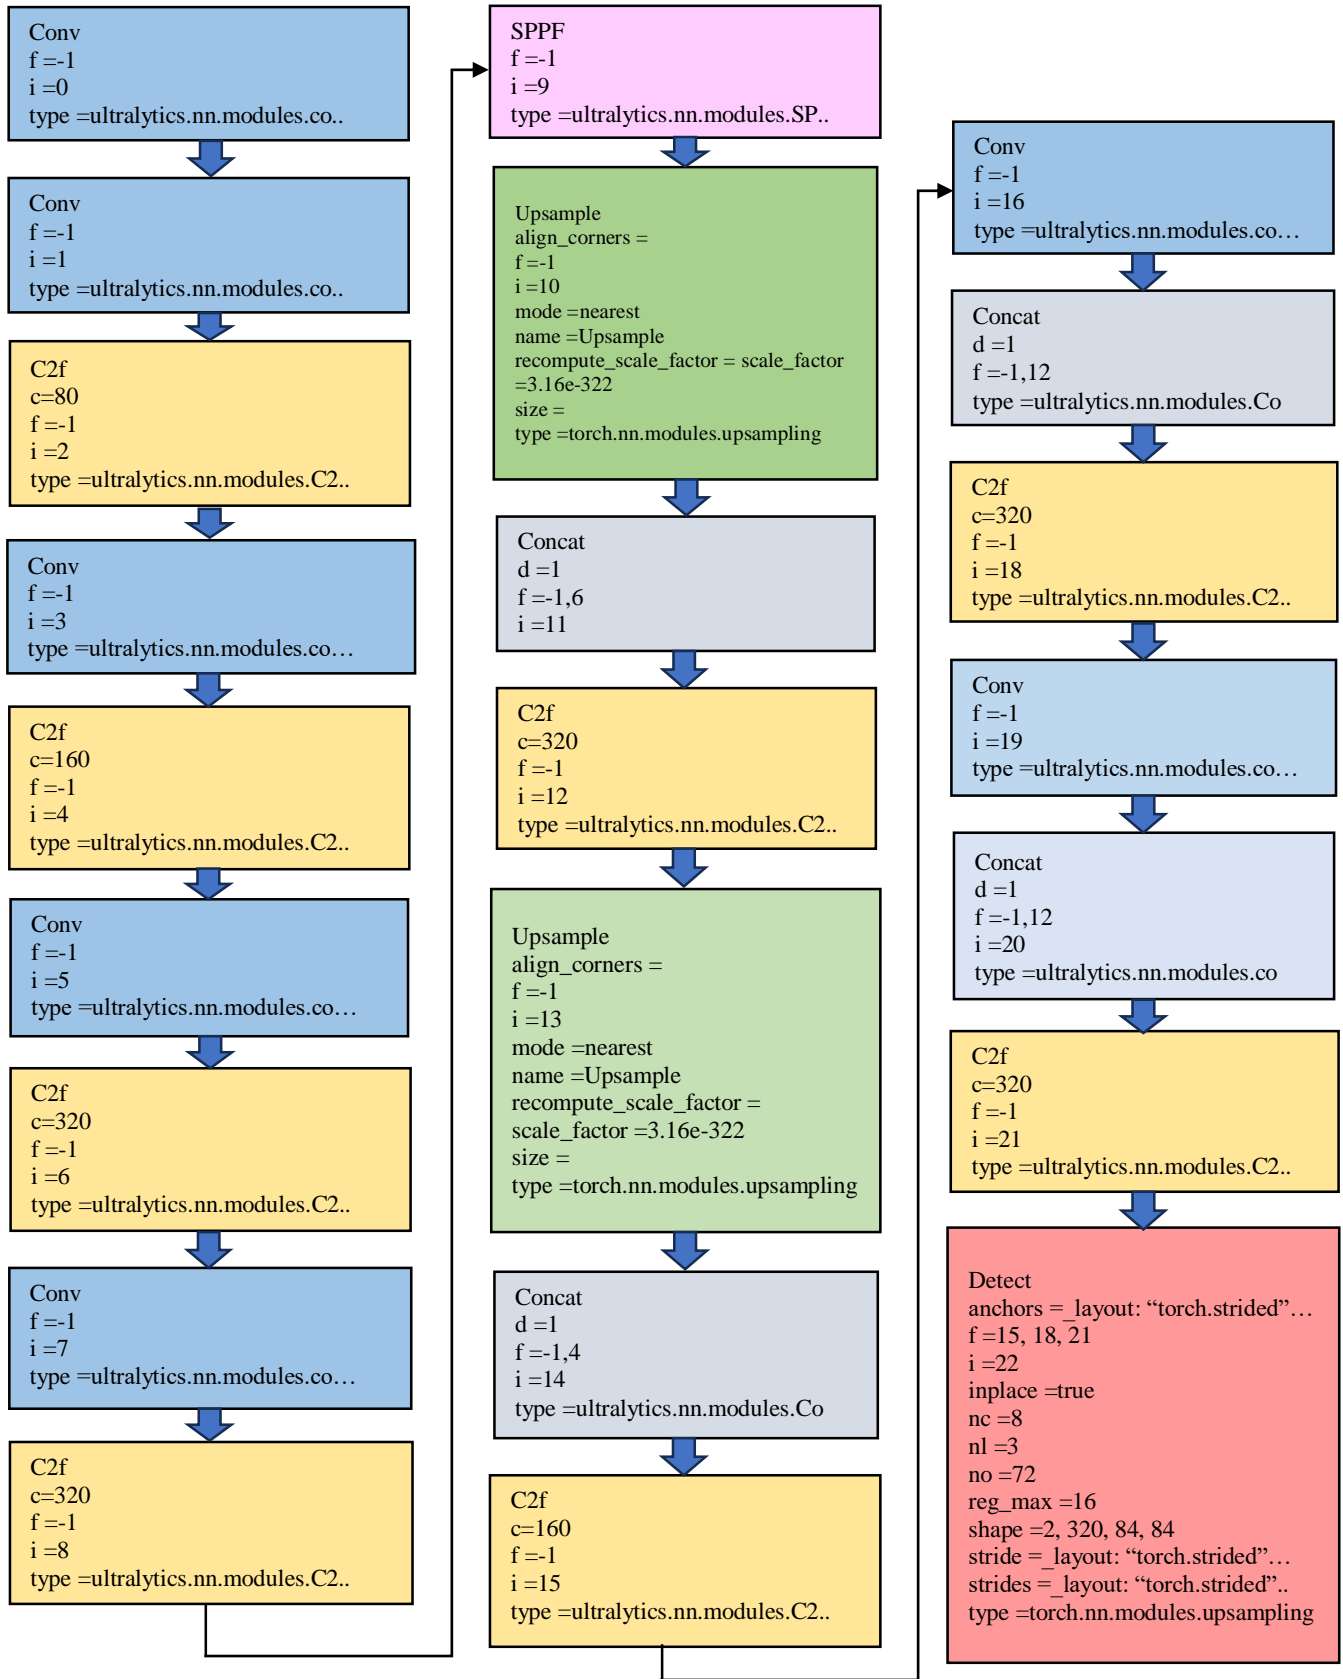 Conv
f =-1
i =0
type =ultralytics.nn.modules.co..
Conv
f =-1
i =1
type =ultralytics.nn.modules.co..
C2f
c=80
f =-1
i =2
type =ultralytics.nn.modules.C2..
Conv
f =-1
i =3
type =ultralytics.nn.modules.co…
C2f
c=160
f =-1
i =4
type =ultralytics.nn.modules.C2..
Conv
f =-1
i =5
type =ultralytics.nn.modules.co…
C2f
c=320
f =-1
i =6
type =ultralytics.nn.modules.C2..
Conv
f =-1
i =7
type =ultralytics.nn.modules.co…
C2f
c=320
f =-1
i =8
type =ultralytics.nn.modules.C2..
SPPF
f =-1
i =9
type =ultralytics.nn.modules.SP..
Upsample
align_corners =
f =-1
i =10
mode =nearest
name =Upsample
recompute_scale_factor = scale_factor
=3.16e-322
size =
type =torch.nn.modules.upsampling
Concat
d =1
f =-1,6
i =11
C2f
c=320
f =-1
i =12
type =ultralytics.nn.modules.C2..
Upsample
align_corners =
f =-1
i =13
mode =nearest
name =Upsample
recompute_scale_factor =
scale_factor =3.16e-322
size =
type =torch.nn.modules.upsampling
Concat
d =1
f =-1,4
i =14
type =ultralytics.nn.modules.Co
C2f
c=160
f =-1
i =15
type =ultralytics.nn.modules.C2..
Conv
f =-1
i =16
type =ultralytics.nn.modules.co…
Concat
d =1
f =-1,12
type =ultralytics.nn.modules.Co
C2f
c=320
f =-1
i =18
type =ultralytics.nn.modules.C2..
Conv
f =-1
i =19
type =ultralytics.nn.modules.co…
Concat
d =1
f =-1,12
i =20
type =ultralytics.nn.modules.co
C2f
c=320
f =-1
i =21
type =ultralytics.nn.modules.C2..
Detect
anchors =_layout: “torch.strided”…
f =15, 18, 21
i =22
inplace =true
nc =8
nl =3
no =72
reg_max =16
shape =2, 320, 84, 84
stride =_layout: “torch.strided”…
strides =_layout: “torch.strided”..
type =torch.nn.modules.upsampling